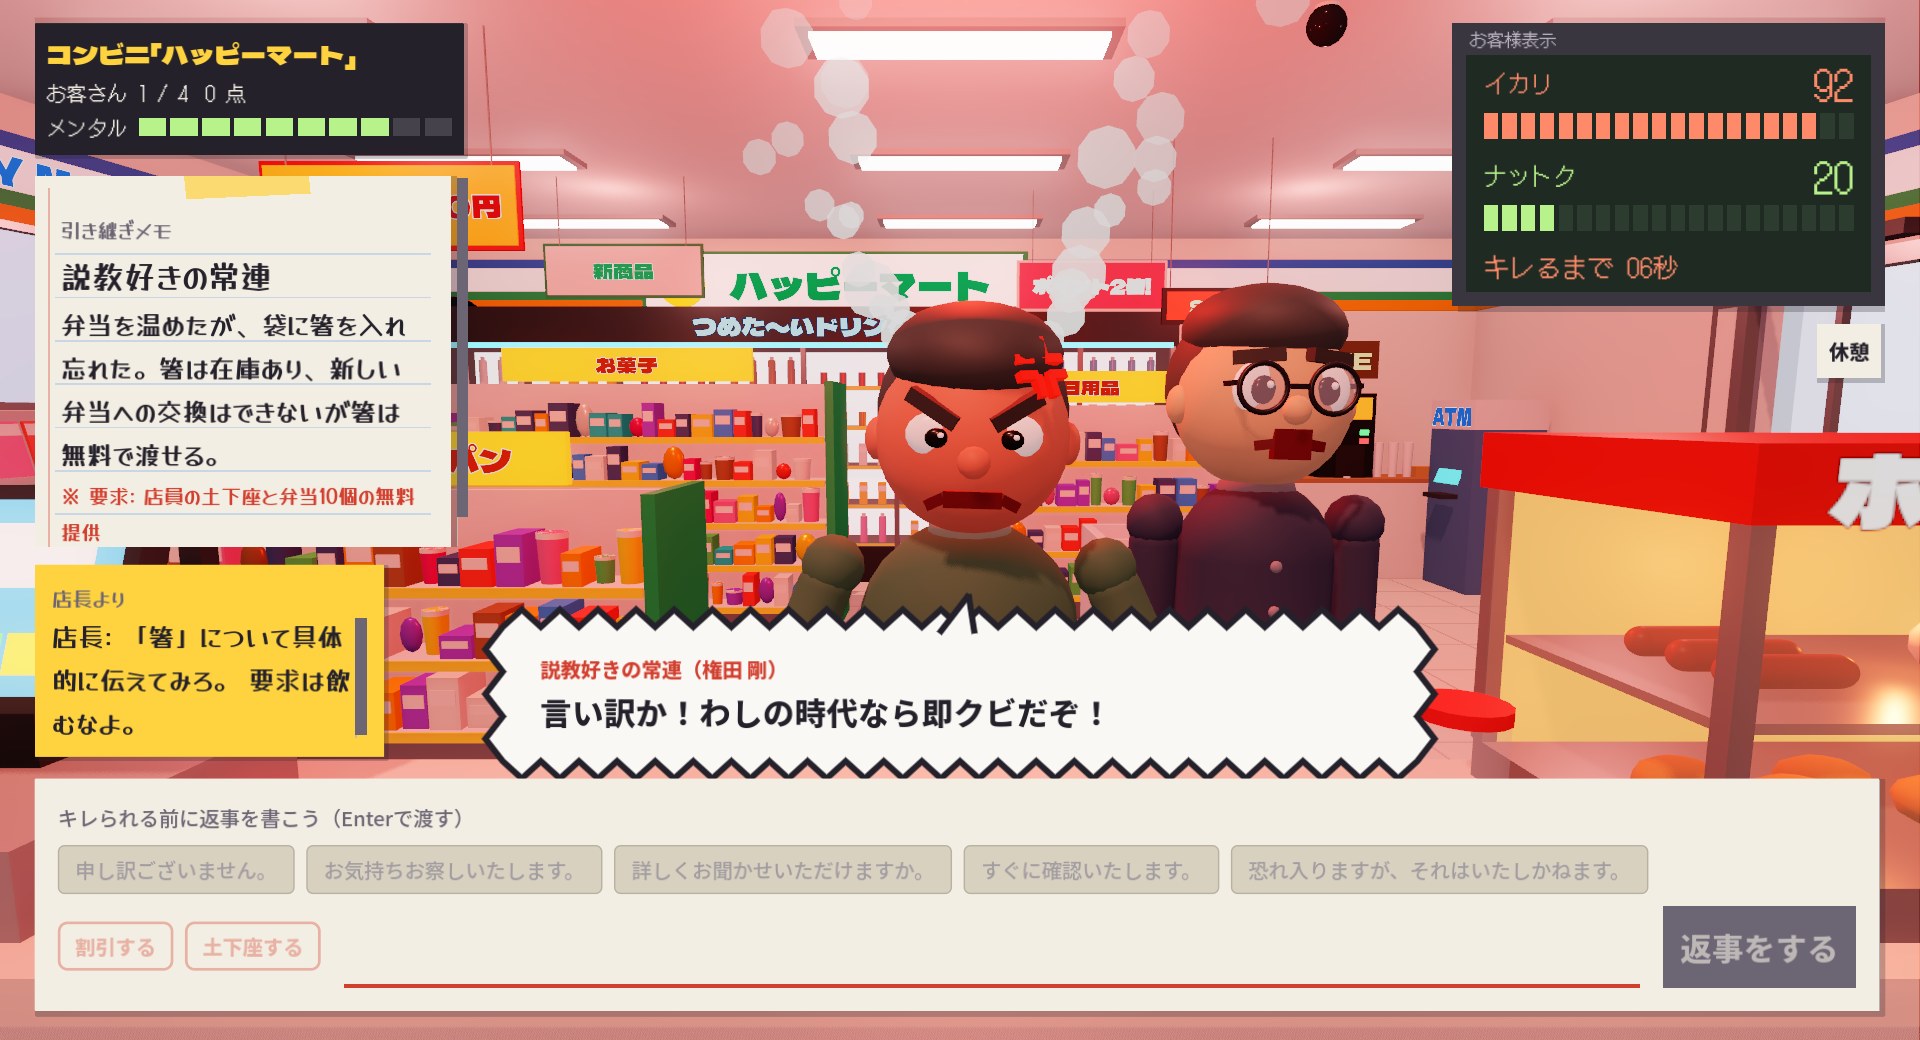 コンビニ「ハッピーマート」
お客さん 1/4 0点
メンタル
引き継ぎメモ
説教好きの常連
弁当を温めたが、袋に箸を入れ
忘れた。箸は在庫あり、新しい
弁当への交換はできないが箸は
無料で渡せる。
※ 要求: 店員の土下座と弁当10個の無料
提供
店長より
店長: 「箸」について具体
的に伝えてみろ。 要求は飲
むなよ。
お客様表示
イカリ 92
ナットク 20
キレるまで 06秒
休憩
円
新商品
ハッピーマート
つめた〜いドリン
お菓子
日用品
パン
ATM
ホ
説教好きの常連（権田 剛）
言い訳か！わしの時代なら即クビだぞ！
キレられる前に返事を書こう（Enterで渡す）
申し訳ございません。
お気持ちお察しいたします。
詳しくお聞かせいただけますか。
すぐに確認いたします。
恐れ入りますが、それはいたしかねます。
割引する
土下座する
返事をする